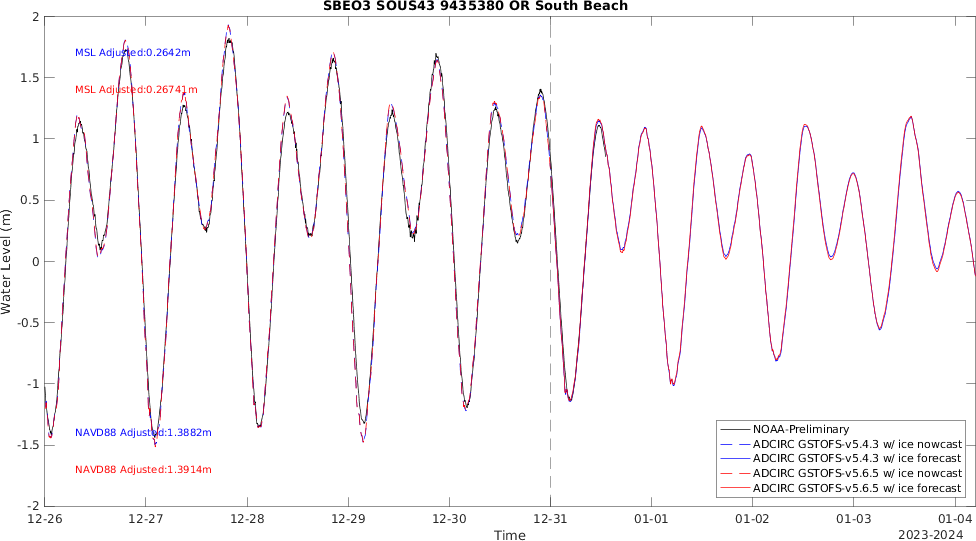 SBEO3 SOUS43 9435380 OR South Beach
2
MSL Adjusted:0.2642m
1.5
MSL Adjusted:0.26741m
1
0.5
Water Level (m)
0
-0.5
-1
NOAA-Preliminary
NAVD88 Adjusted:1.3882m
ADCIRC GSTOFS-v5.4.3 w/ ice nowcast
-1.5
ADCIRC GSTOFS-v5.4.3 w/ ice forecast
NAVD88 Adjusted:1.3914m
ADCIRC GSTOFS-v5.6.5 w/ ice nowcast
ADCIRC GSTOFS-v5.6.5 w/ ice forecast
-2
12-26 12-27 12-28 12-29 12-30 12-31 01-01 01-02 01-03 01-04
Time
2023-2024